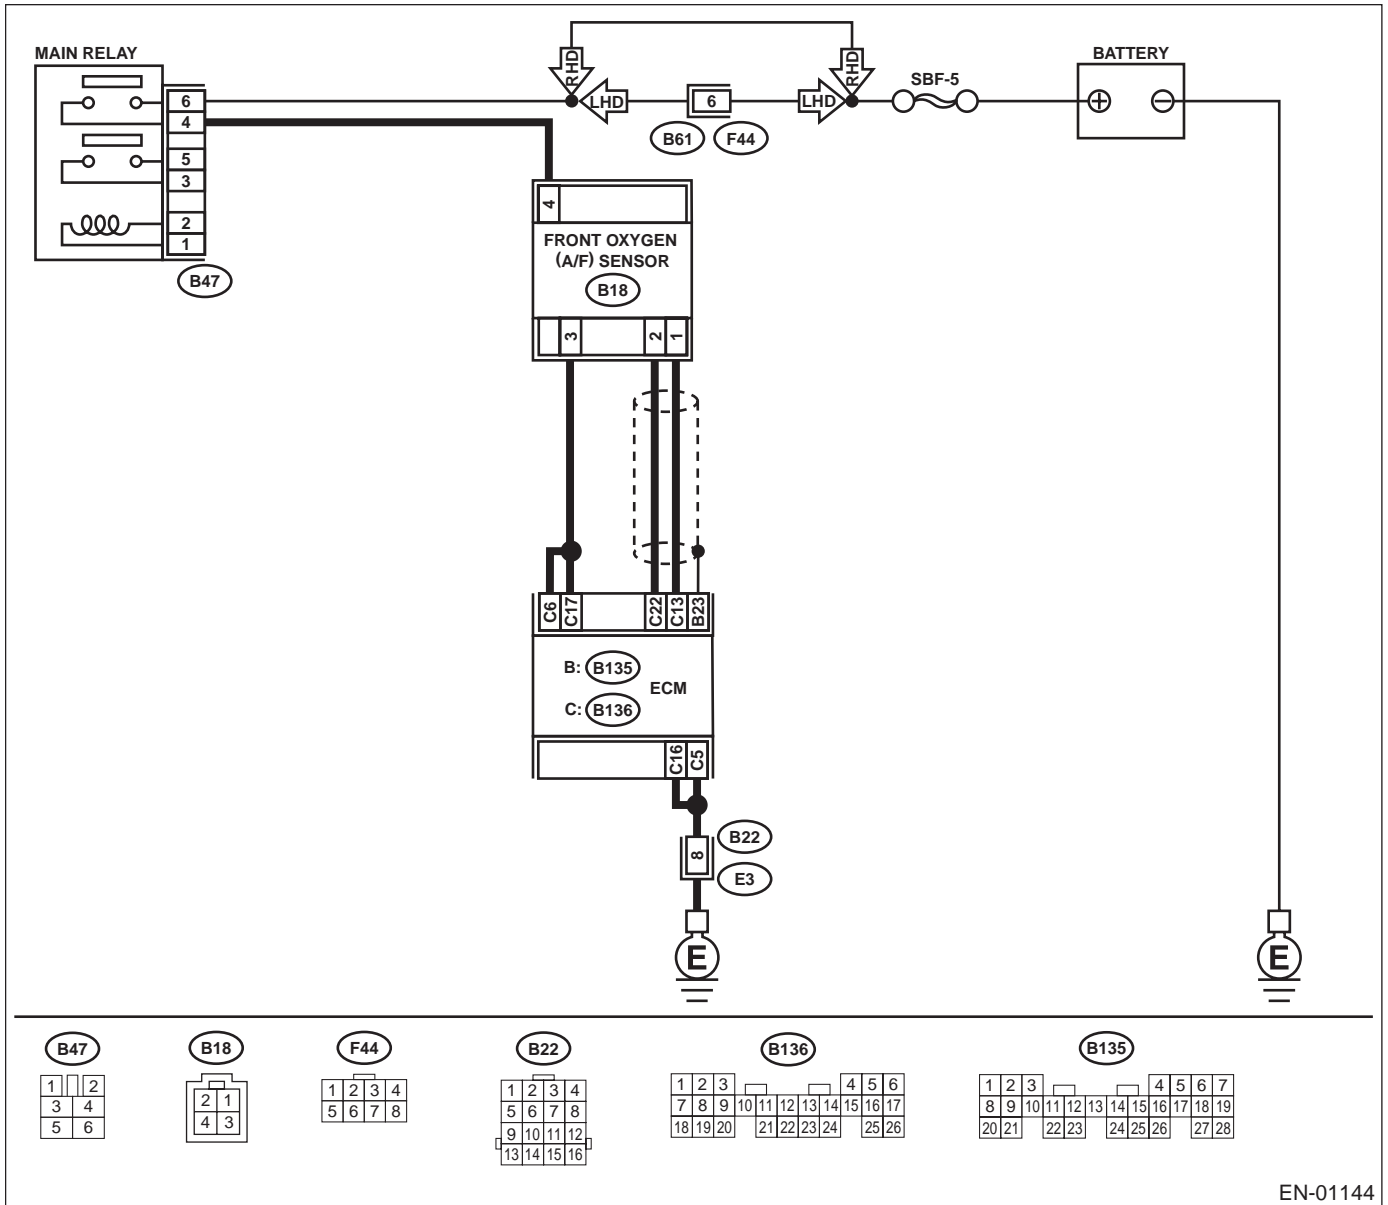 MAIN RELAY
6
4
5
3
2
1
B47
RHD
LHD
6
B61
F44
LHD
RHD
SBF-5
BATTERY
4
FRONT OXYGEN
(A/F) SENSOR
B18
3
2
1
C6
C17
C22
C13
B23
B: B135
ECM
C: B136
C16
C5
8
B22
E3
E
E
B47
1 2
3 4
5 6
B18
2 1
4 3
F44
1 2 3 4
5 6 7 8
B22
1 2 3 4
5 6 7 8
9 10 11 12
13 14 15 16
B136
1 2 3 4 5 6
7 8 9 10 11 12 13 14 15 16 17
18 19 20 21 22 23 24 25 26
B135
1 2 3 4 5 6 7
8 9 10 11 12 13 14 15 16 17 18 19
20 21 22 23 24 25 26 27 28
EN-01144